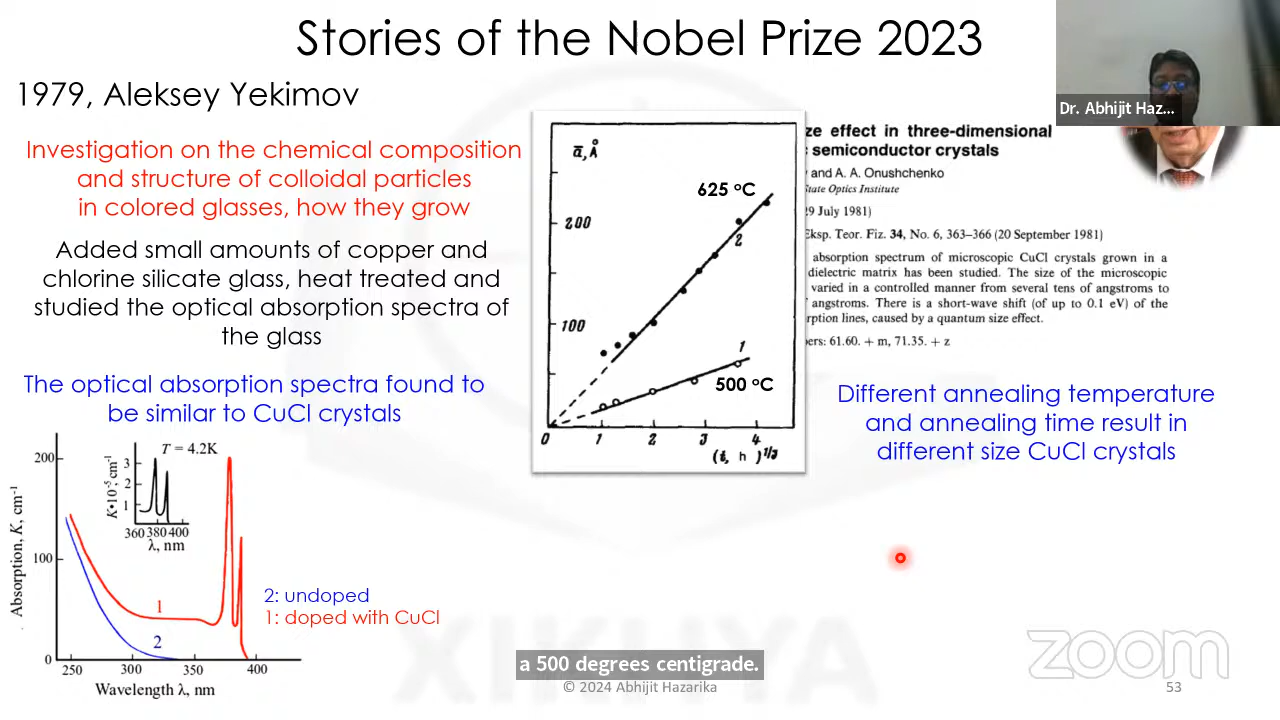 Stories of the Nobel Prize 2023
Dr. Abhijit Haz...
1979, Aleksey Yekimov
Investigation on the chemical composition
and structure of colloidal particles
in colored glasses, how they grow
Added small amounts of copper and
chlorine silicate glass, heat treated and
studied the optical absorption spectra of
the glass
The optical absorption spectra found to
be similar to CuCl crystals
200
100
0
Absorption, K, cm⁻¹
T = 4.2K
3
2
1
K•10⁻⁵, cm⁻¹
360 380 400
λ, nm
1
2
250 300 350 400
Wavelength λ, nm
2: undoped
1: doped with CuCl
ā, Å
625 °C
200
2
100
1
500 °C
0 1 2 3 4
(t, h)¹/³
ze effect in three-dimensional
semiconductor crystals
and A. A. Onushchenko
State Optics Institute
29 July 1981)
Eksp. Teor. Fiz. 34, No. 6, 363–366 (20 September 1981)
absorption spectrum of microscopic CuCl crystals grown in a
dielectric matrix has been studied. The size of the microscopic
varied in a controlled manner from several tens of angstroms to
angstroms. There is a short-wave shift (of up to 0.1 eV) of the
rption lines, caused by a quantum size effect.
ers: 61.60. + m, 71.35. + z
Different annealing temperature
and annealing time result in
different size CuCl crystals
XIKHYA
a 500 degrees centigrade.
© 2024 Abhijit Hazarika
zoom
53